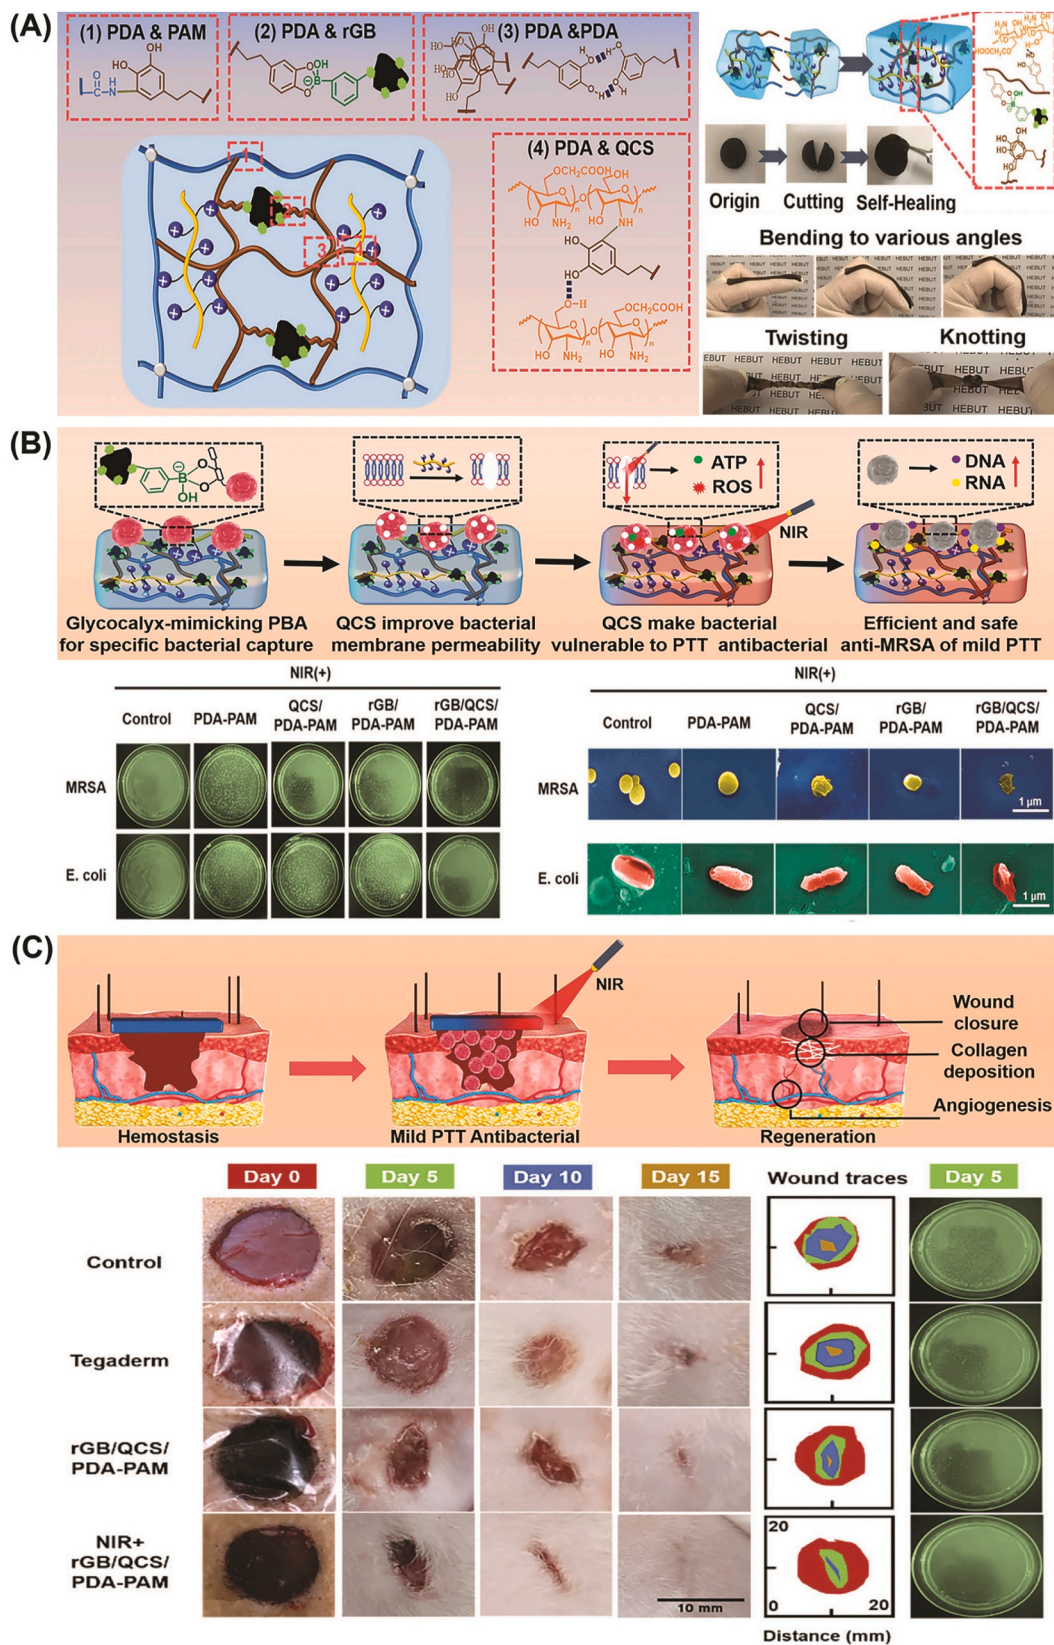 (A)
(1) PDA & PAM
(2) PDA & rGB
(3) PDA &PDA
(4) PDA & QCS
1
2
3
4
Origin
Cutting
Self-Healing
Bending to various angles
Twisting
Knotting
HEBUT
(B)
ATP
ROS
NIR
DNA
RNA
Glycocalyx-mimicking PBA
for specific bacterial capture
QCS improve bacterial
membrane permeability
QCS make bacterial
vulnerable to PTT antibacterial
Efficient and safe
anti-MRSA of mild PTT
NIR(+)
Control
PDA-PAM
QCS/
PDA-PAM
rGB/
PDA-PAM
rGB/QCS/
PDA-PAM
MRSA
E. coli
NIR(+)
Control
PDA-PAM
QCS/
PDA-PAM
rGB/
PDA-PAM
rGB/QCS/
PDA-PAM
MRSA
1 µm
E. coli
1 µm
(C)
NIR
Wound
closure
Collagen
deposition
Angiogenesis
Hemostasis
Mild PTT Antibacterial
Regeneration
Day 0
Day 5
Day 10
Day 15
Wound traces
Day 5
Control
Tegaderm
rGB/QCS/
PDA-PAM
NIR+
rGB/QCS/
PDA-PAM
10 mm
20
0
20
Distance (mm)